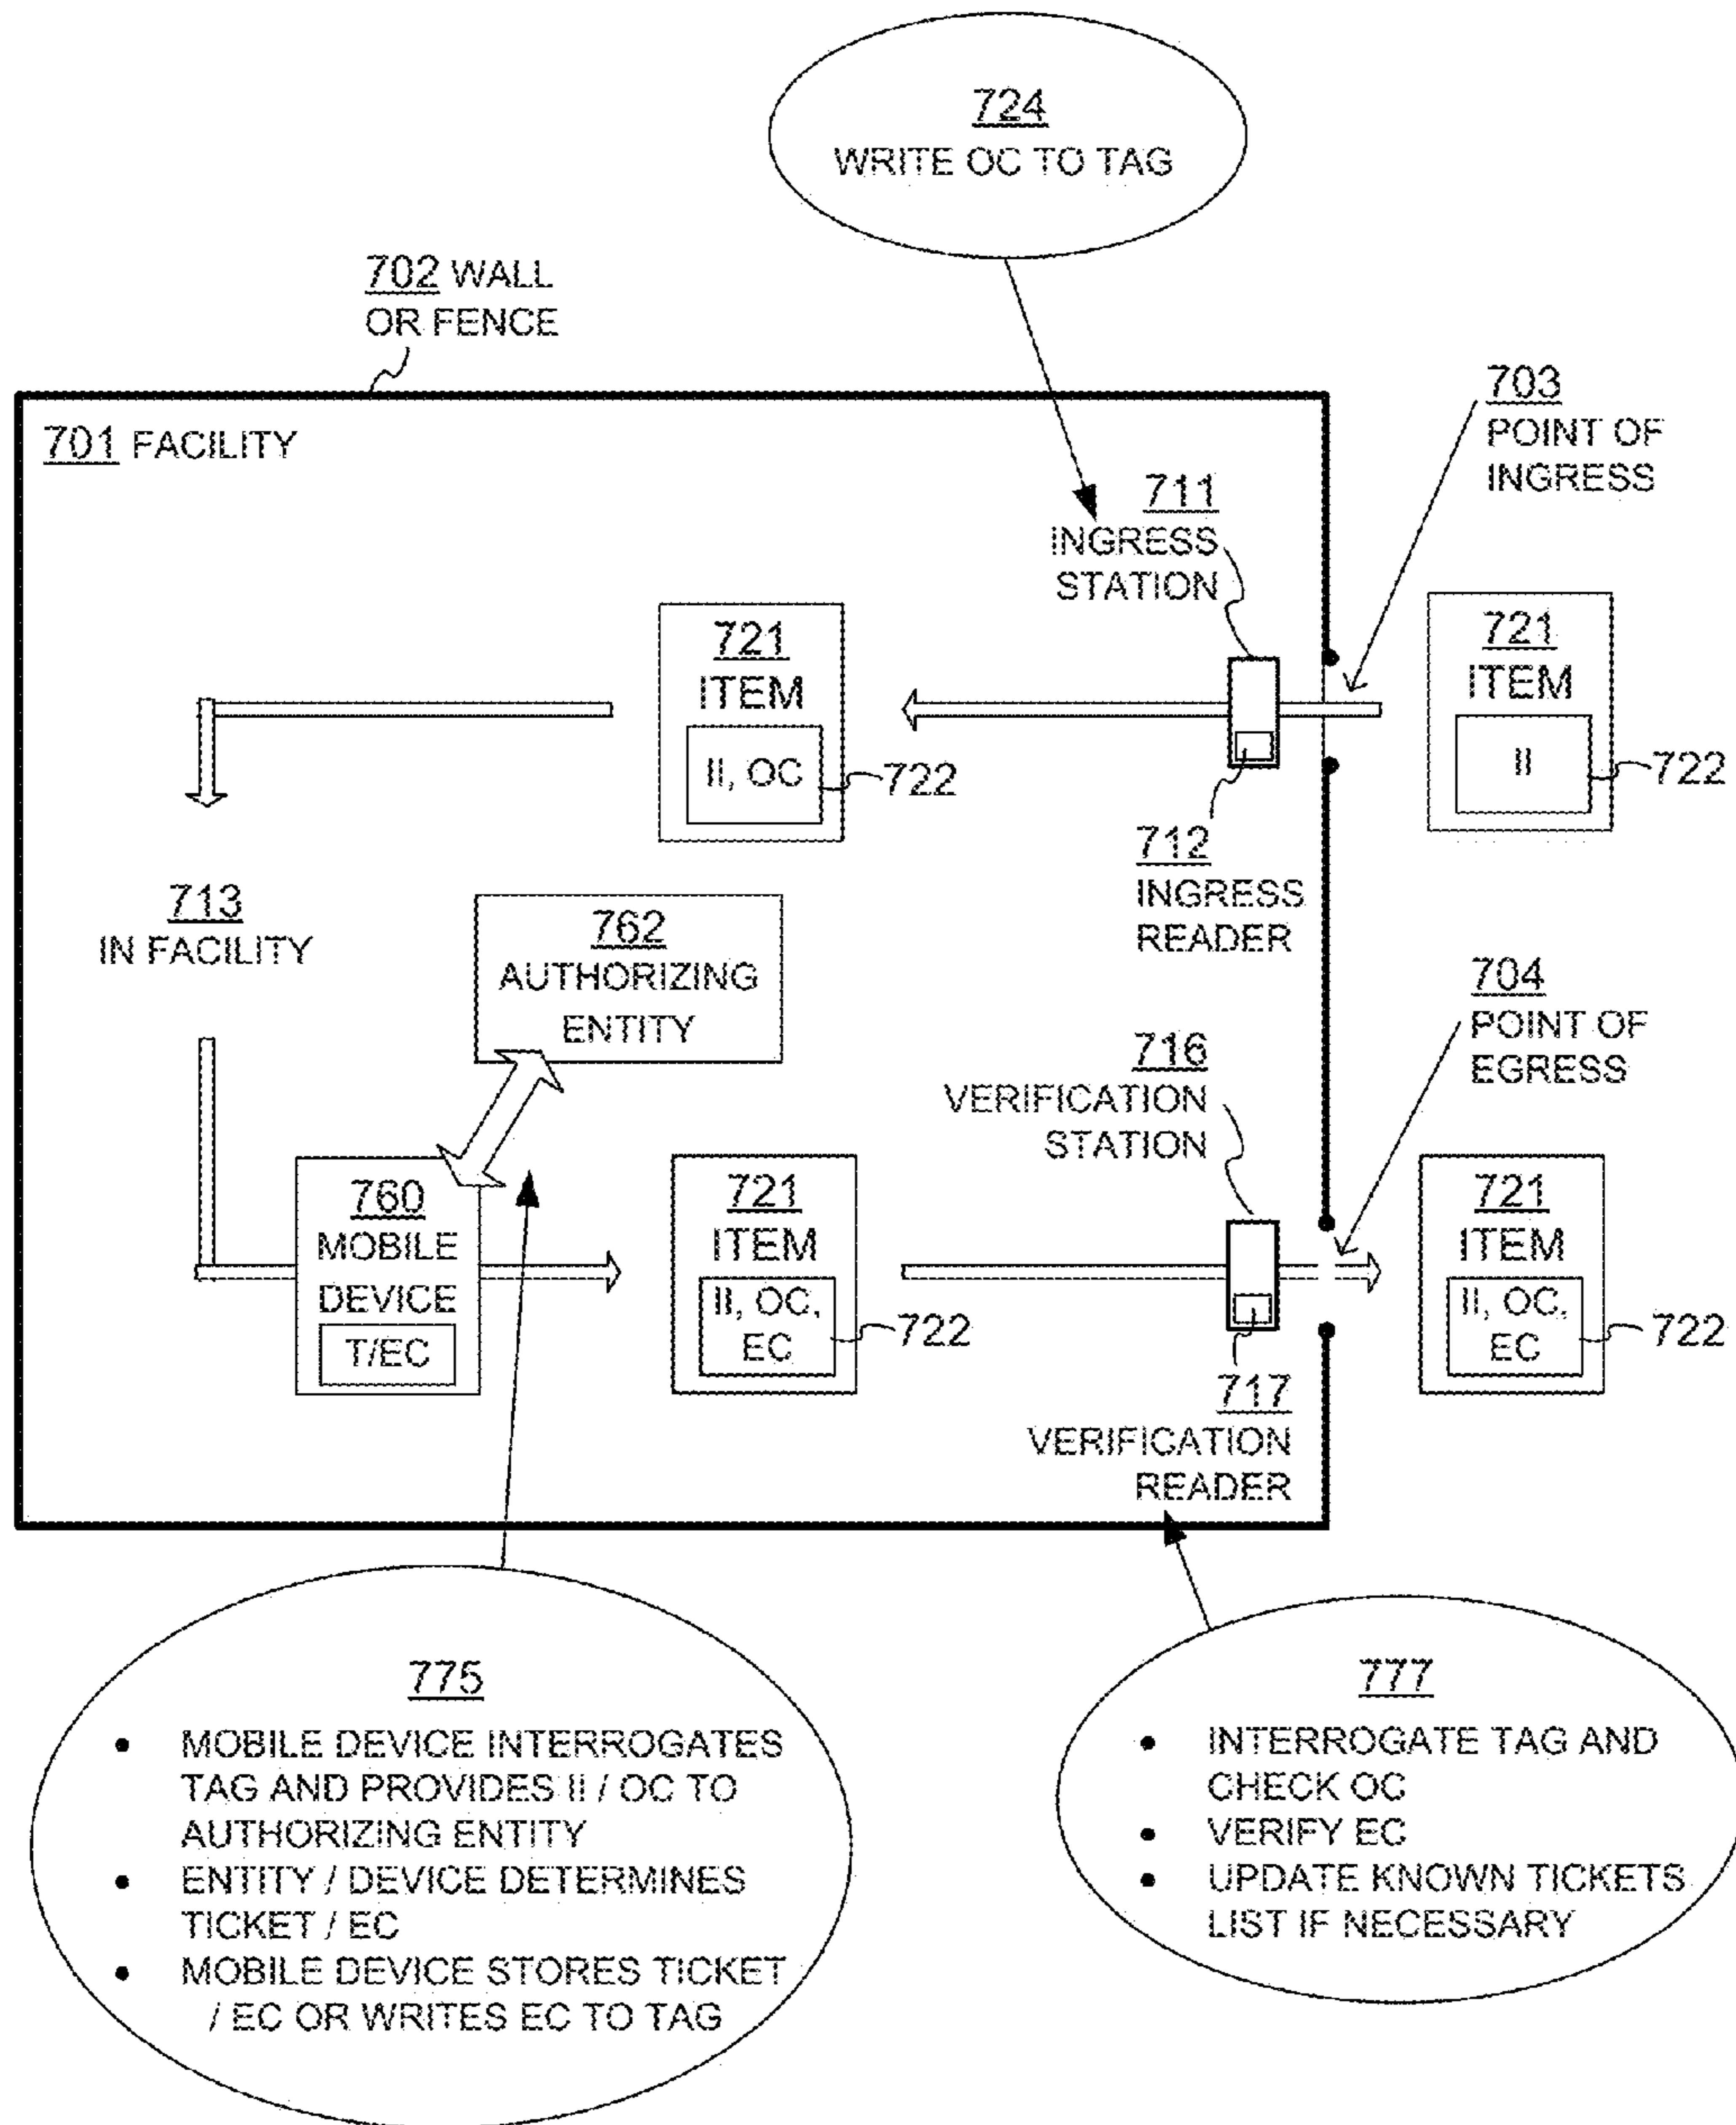 724
WRITE OC TO TAG
702 WALL
OR FENCE
703
POINT OF
INGRESS
701 FACILITY
711
INGRESS
STATION
721
ITEM
II, OC
722
721
ITEM
II
722
712
INGRESS
READER
713
IN FACILITY
762
AUTHORIZING
ENTITY
704
POINT OF
EGRESS
716
VERIFICATION
STATION
760
MOBILE
DEVICE
T/EC
721
ITEM
II, OC,
EC
722
721
ITEM
II, OC,
EC
722
717
VERIFICATION
READER
775
• MOBILE DEVICE INTERROGATES
TAG AND PROVIDES II / OC TO
AUTHORIZING ENTITY
• ENTITY / DEVICE DETERMINES
TICKET / EC
• MOBILE DEVICE STORES TICKET
/ EC OR WRITES EC TO TAG
777
• INTERROGATE TAG AND
CHECK OC
• VERIFY EC
• UPDATE KNOWN TICKETS
LIST IF NECESSARY